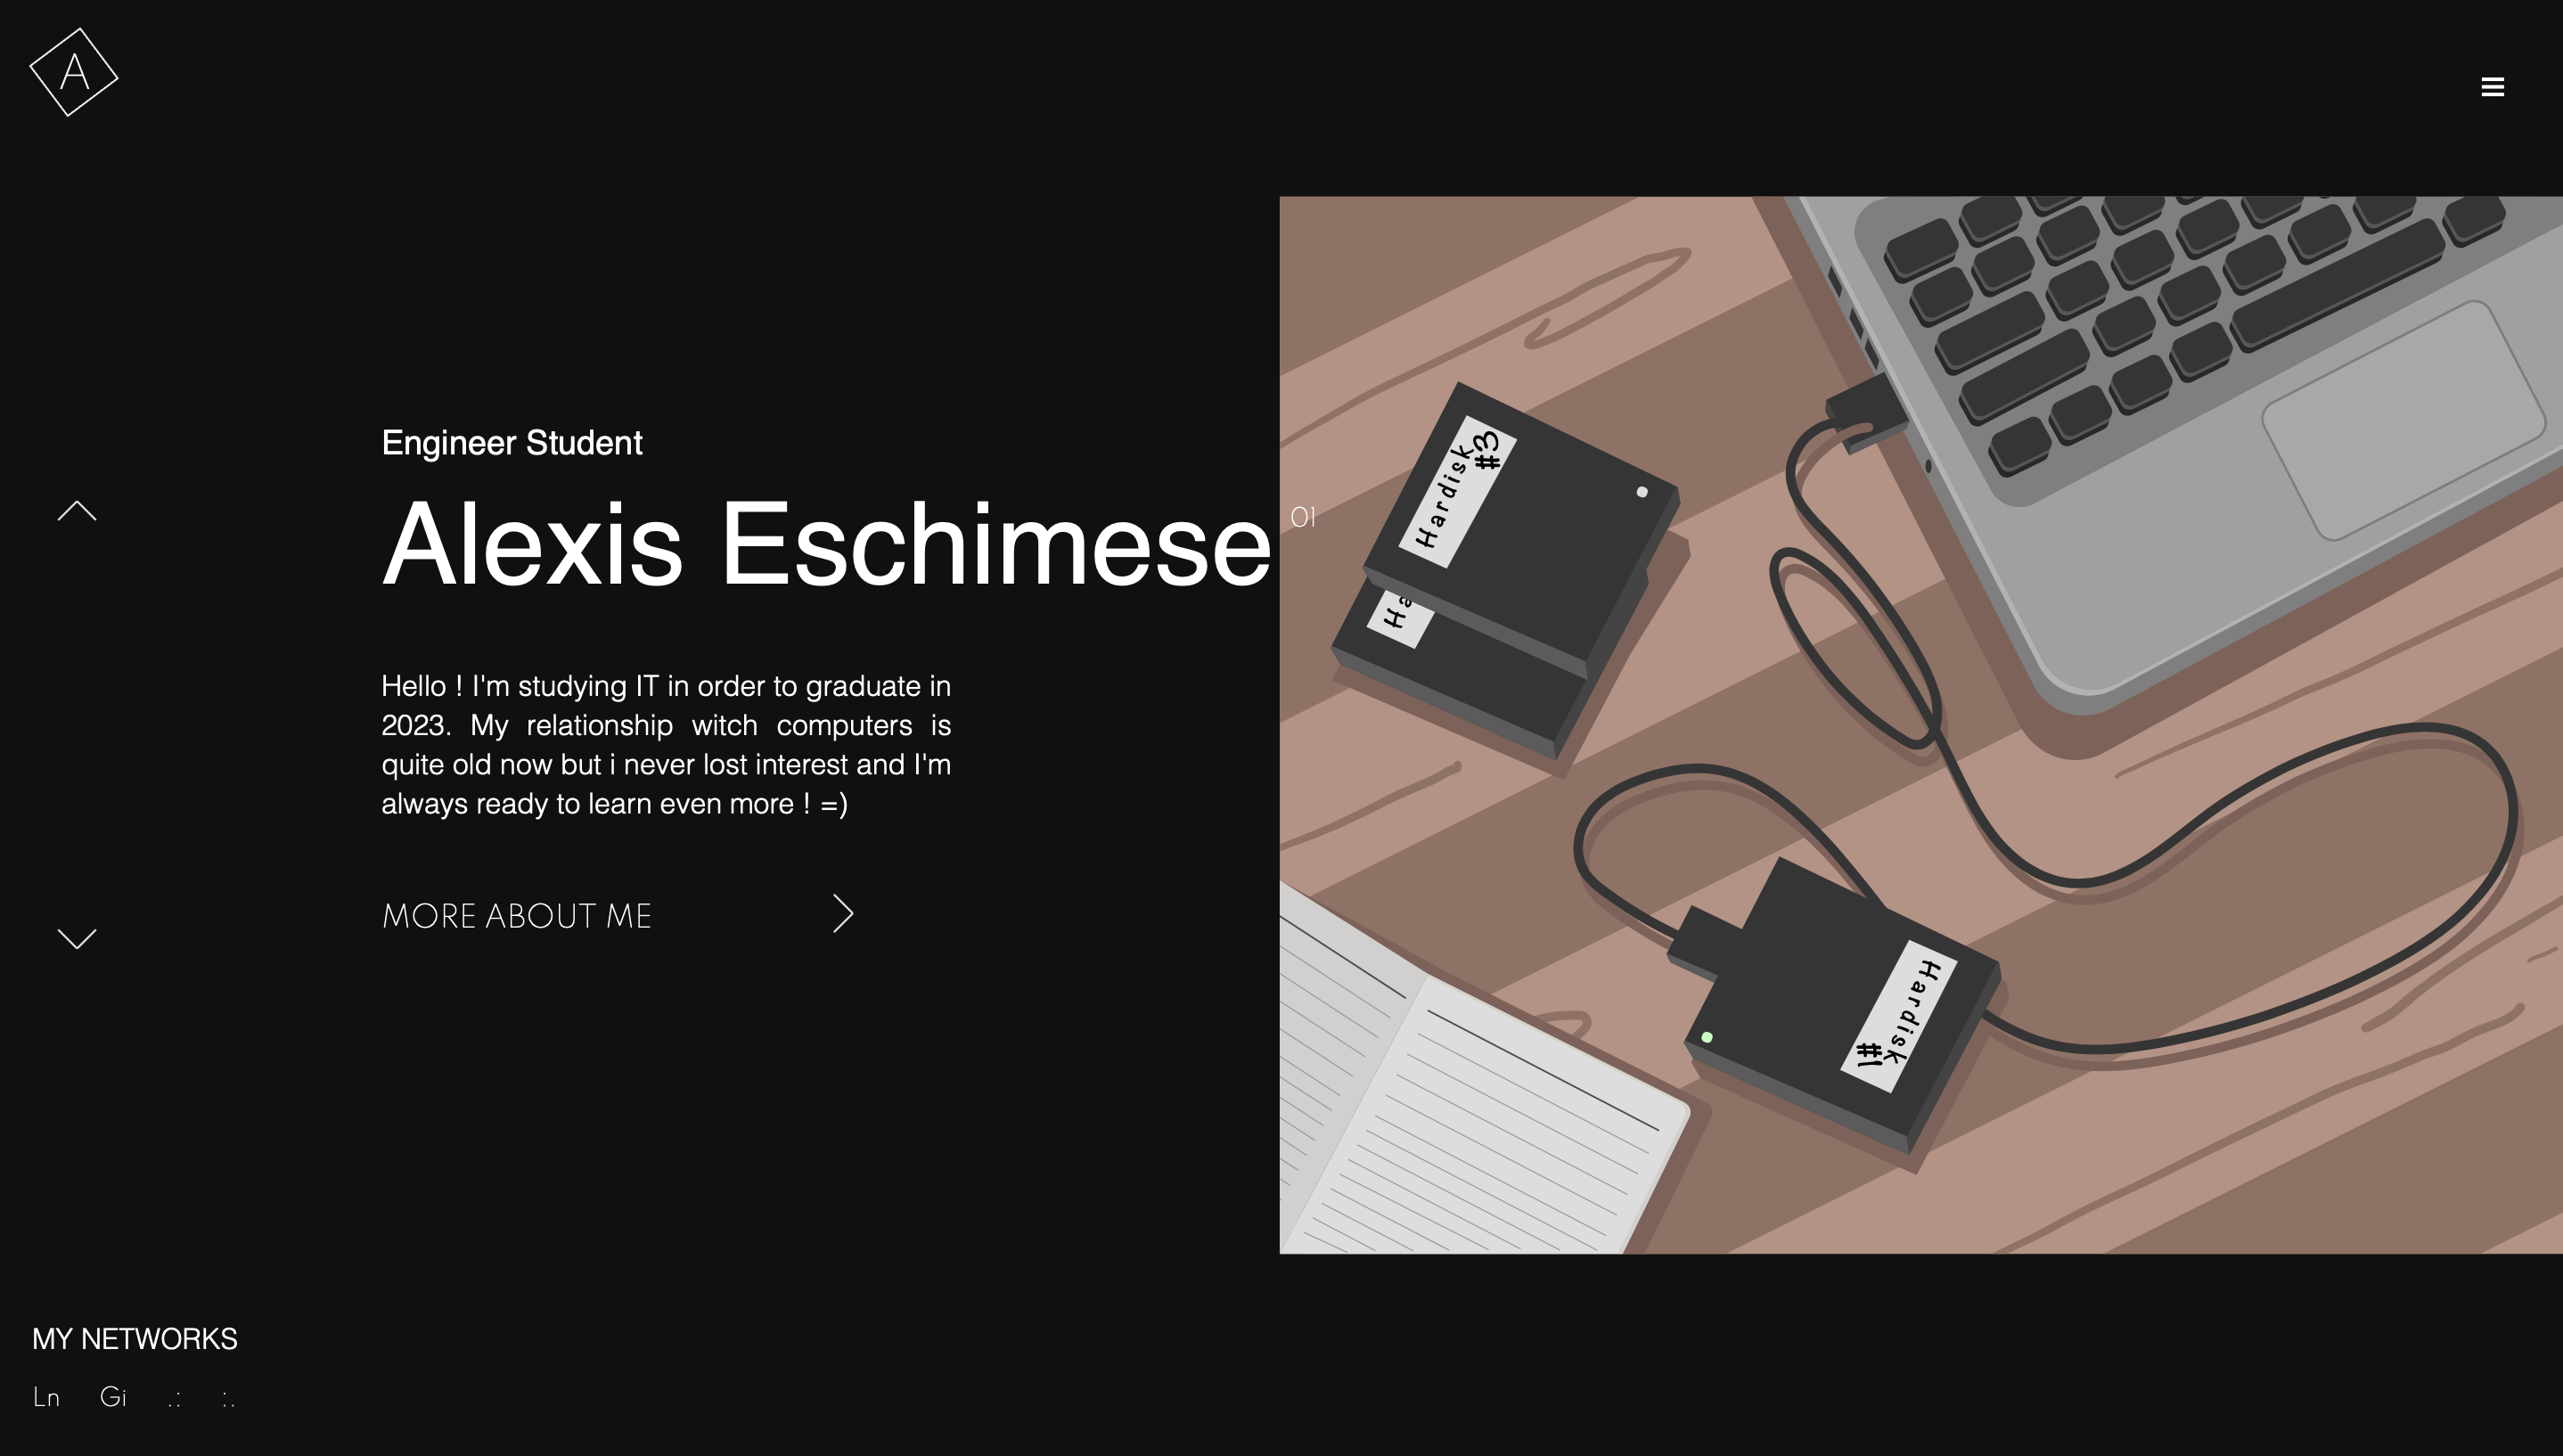 A
Engineer Student
Alexis Eschimese
01
Hello ! I'm studying IT in order to graduate in
2023. My relationship witch computers is
quite old now but i never lost interest and I'm
always ready to learn even more ! =)
MORE ABOUT ME
Hardisk
#3
Ha
Hardisk
#1
MY NETWORKS
Ln Gi .: :.